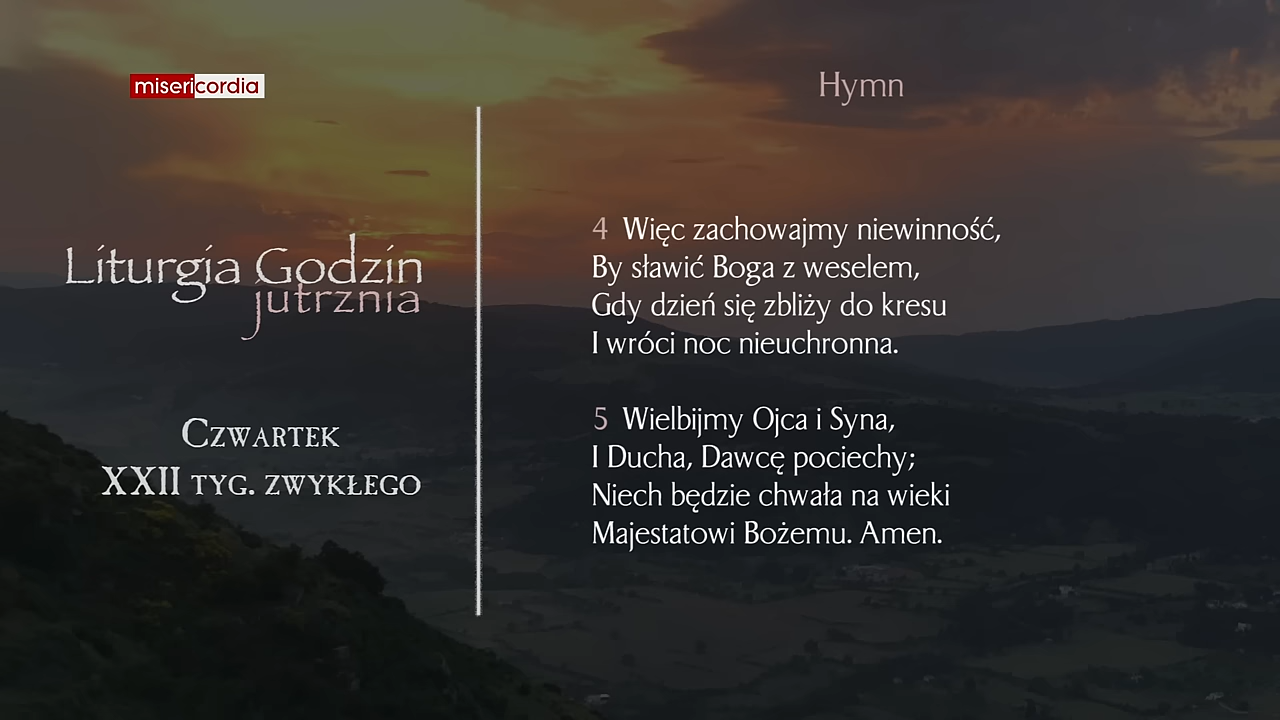 misericordia
Liturgia Godzin
jutrznia
Czwartek
XXII tyg. zwykłego
Hymn
4 Więc zachowajmy niewinność,
By sławić Boga z weselem,
Gdy dzień się zbliży do kresu
I wróci noc nieuchronna.
5 Wielbijmy Ojca i Syna,
I Ducha, Dawcę pociechy;
Niech będzie chwała na wieki
Majestatowi Bożemu. Amen.